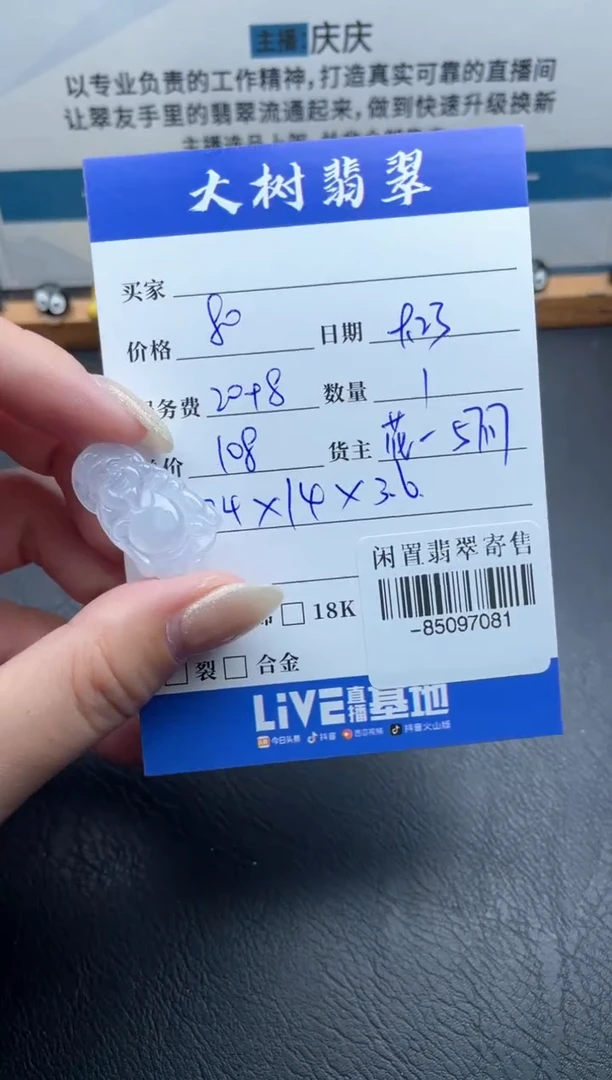 主播:庆庆
以专业负责的工作精神,打造真实可靠的直播间
让翠友手里的翡翠流通起来,做到快速升级换新
大树翡翠
买家
价格 80 日期 1.23
务费 20+8 数量 1
价 108 货主
24×14×3.6
闲置翡翠寄售
-85097081
18K
裂 合金
LiVE直播基地
今日头条 抖音 西瓜视频 抖音火山版